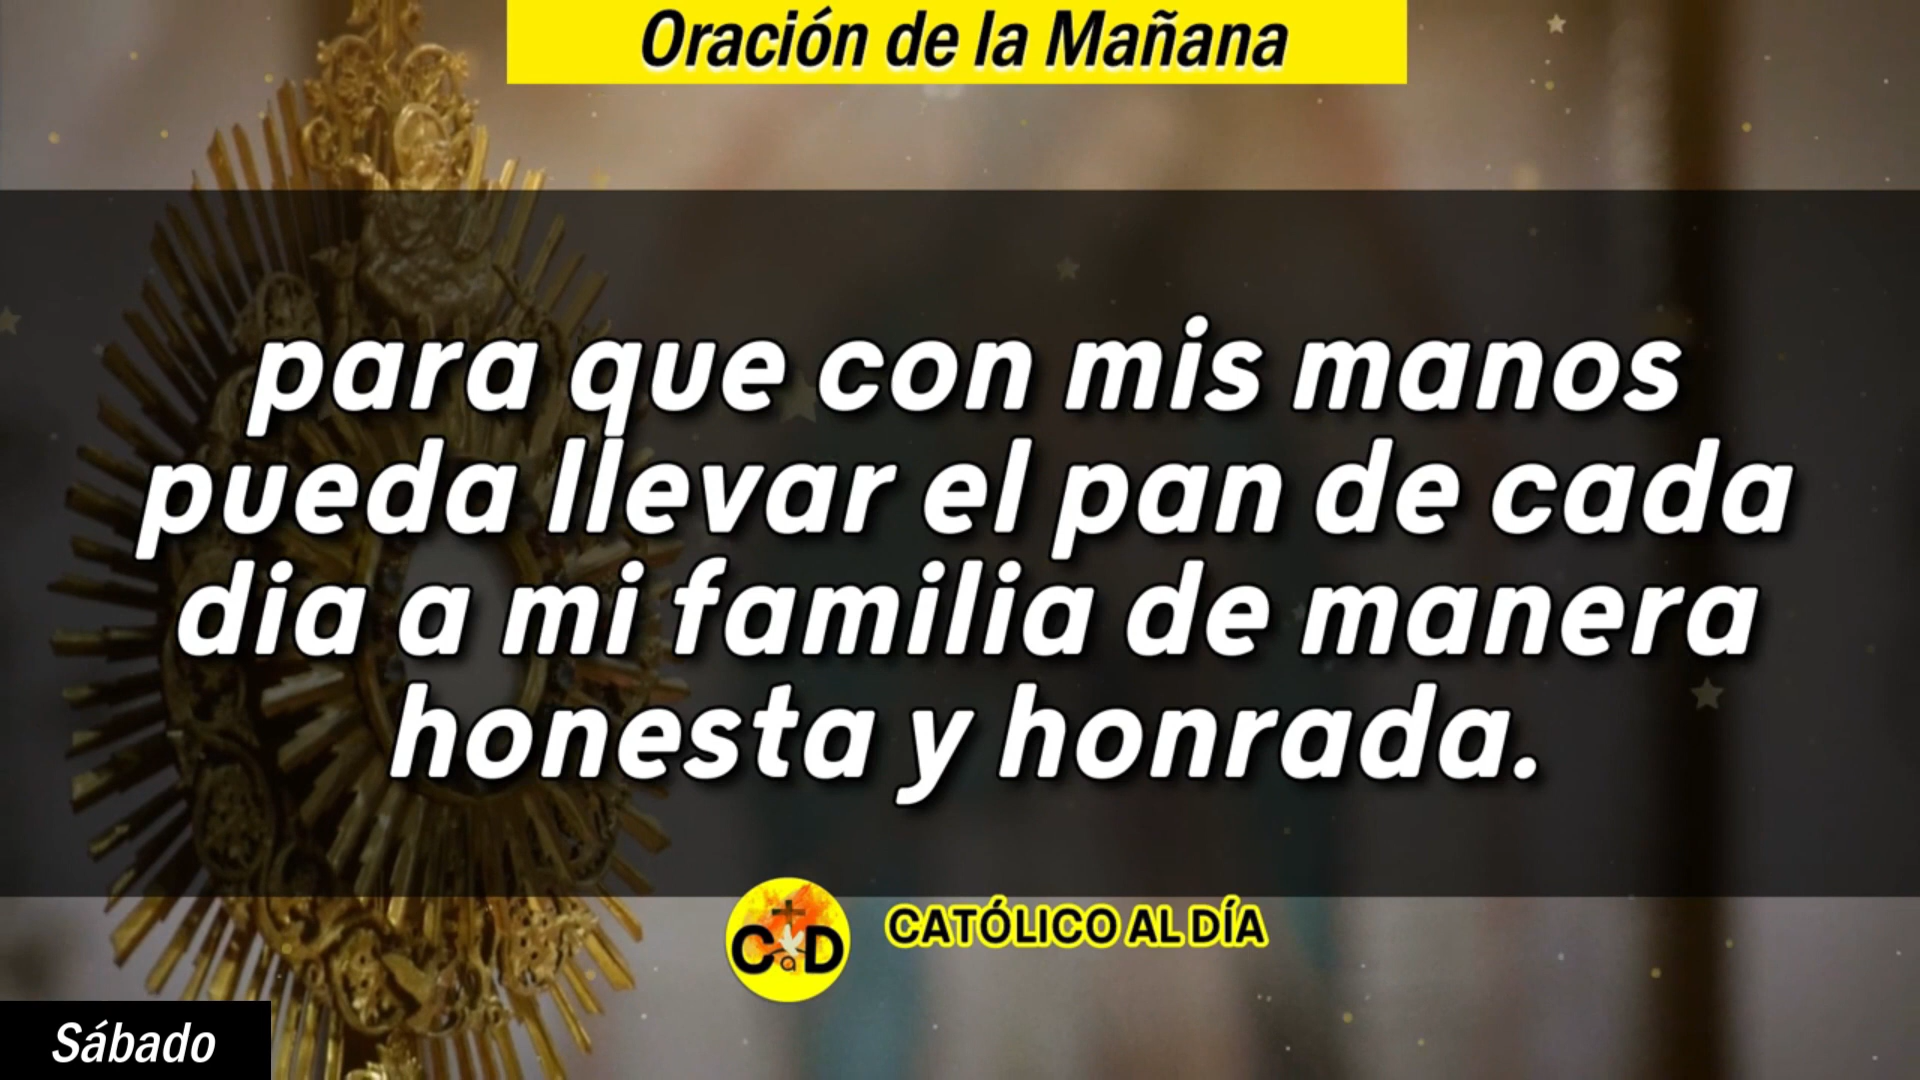 Oración de la Mañana
para que con mis manos
pueda llevar el pan de cada
dia a mi familia de manera
honesta y honrada.
CaD
CATÓLICO AL DÍA
Sábado